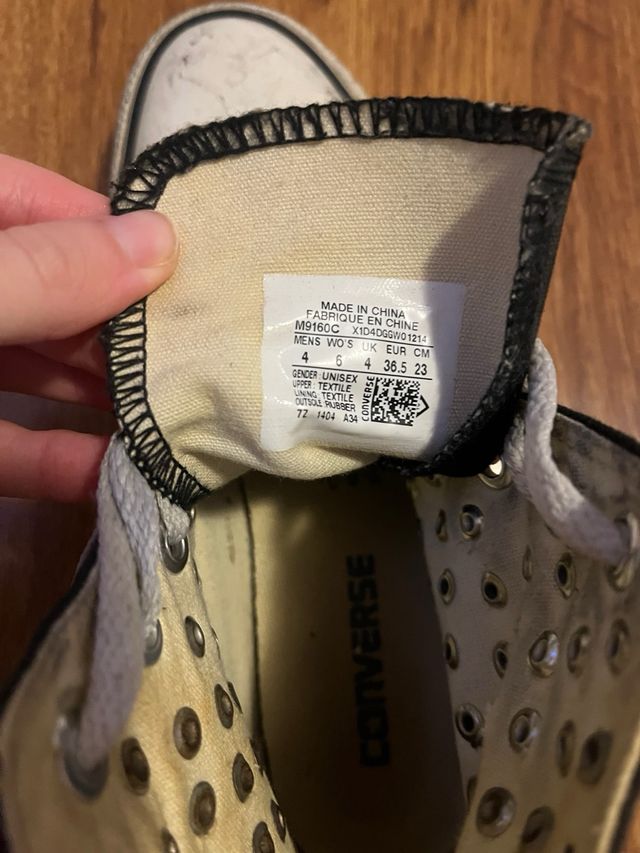 MADE IN CHINA
FABRIQUE EN CHINE
M9160C X1D4DGGW01214
MENS WO'S UK EUR CM
4 6 4 36.5 23
GENDER: UNISEX
UPPER: TEXTILE
LINING: TEXTILE
OUTSOLE: RUBBER
7Z 1404 A34
CONVERSE
CONVERSE